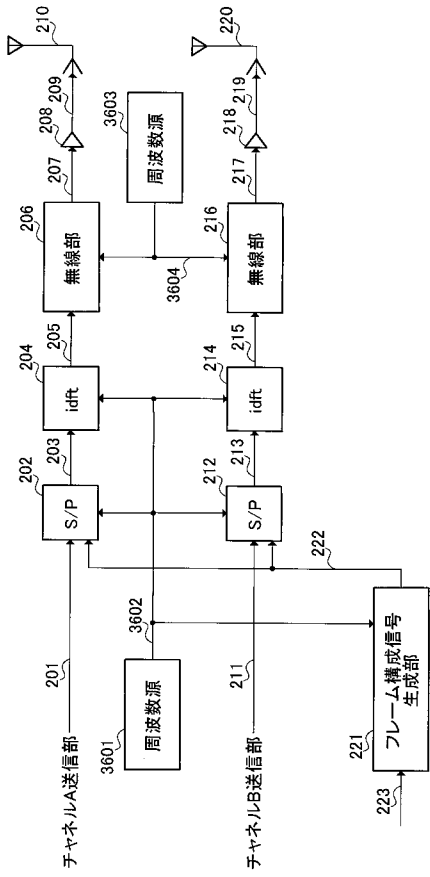 チャネルA送信部
201
202
S/P
203
204
idft
205
206
無線部
207
208
209
210
3601
周波数源
3602
3603
周波数源
3604
チャネルB送信部
211
212
S/P
213
214
idft
215
216
無線部
217
218
219
220
221
フレーム構成信号
生成部
222
223